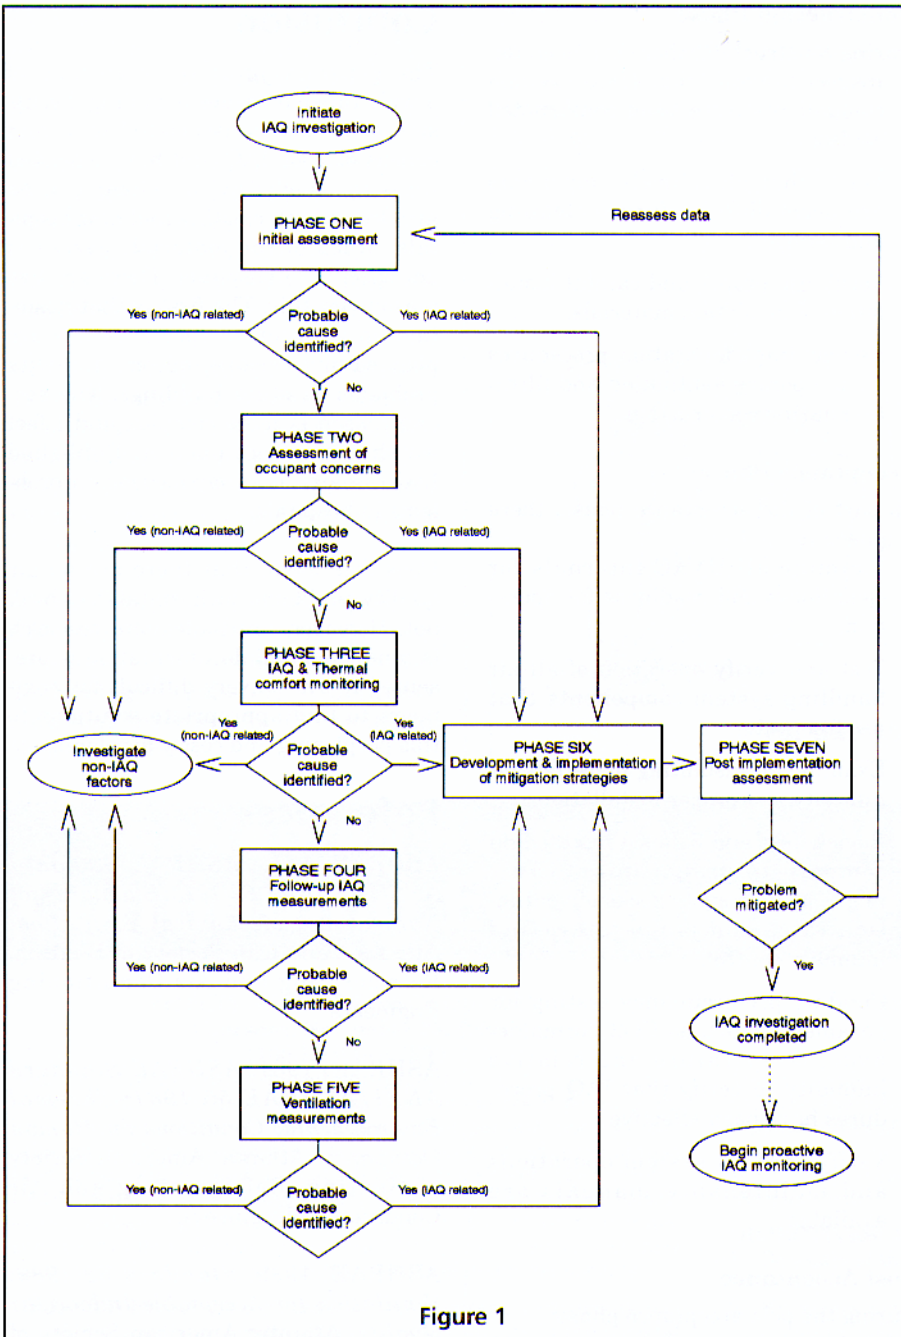 Initiate
IAQ investigation
PHASE ONE
Initial assessment
Reassess data
Yes (non-IAQ related)
Probable
cause
identified?
Yes (IAQ related)
No
PHASE TWO
Assessment of
occupant concerns
Yes (non-IAQ related)
Probable
cause
identified?
Yes (IAQ related)
No
PHASE THREE
IAQ & Thermal
comfort monitoring
Yes
(non-IAQ related)
Yes
(IAQ related)
Investigate
non-IAQ
factors
Probable
cause
identified?
PHASE SIX
Development & implementation
of mitigation strategies
PHASE SEVEN
Post implementation
assessment
No
PHASE FOUR
Follow-up IAQ
measurements
Problem
mitigated?
Yes (non-IAQ related)
Probable
cause
identified?
Yes (IAQ related)
Yes
No
IAQ investigation
completed
PHASE FIVE
Ventilation
measurements
Begin proactive
IAQ monitoring
Yes (non-IAQ related)
Probable
cause
identified?
Yes (IAQ related)
Figure 1